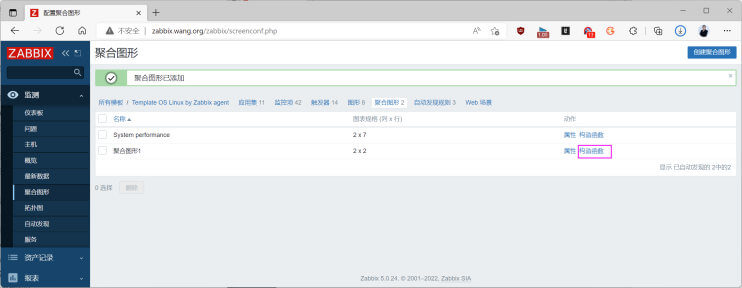 配置聚合图形
不安全 zabbix.wang.org/zabbix/screenconf.php
1.00
11
ZABBIX
聚合图形
创建聚合图形
聚合图形已添加
监测
仪表板
问题
主机
概览
最新数据
聚合图形
拓扑图
自动发现
服务
资产记录
报表
所有模板 / Template OS Linux by Zabbix agent 应用集 11 监控项 42 触发器 14 图形 8 聚合图形 2 自动发现规则 3 Web 场景
名称 图表规格 (列 x 行) 动作
System performance 2 x 7 属性 构造函数
聚合图形1 2 x 2 属性 构造函数
显示 已自动发现的 2中的2
0 选择 删除
Zabbix 5.0.24. © 2001–2022, Zabbix SIA